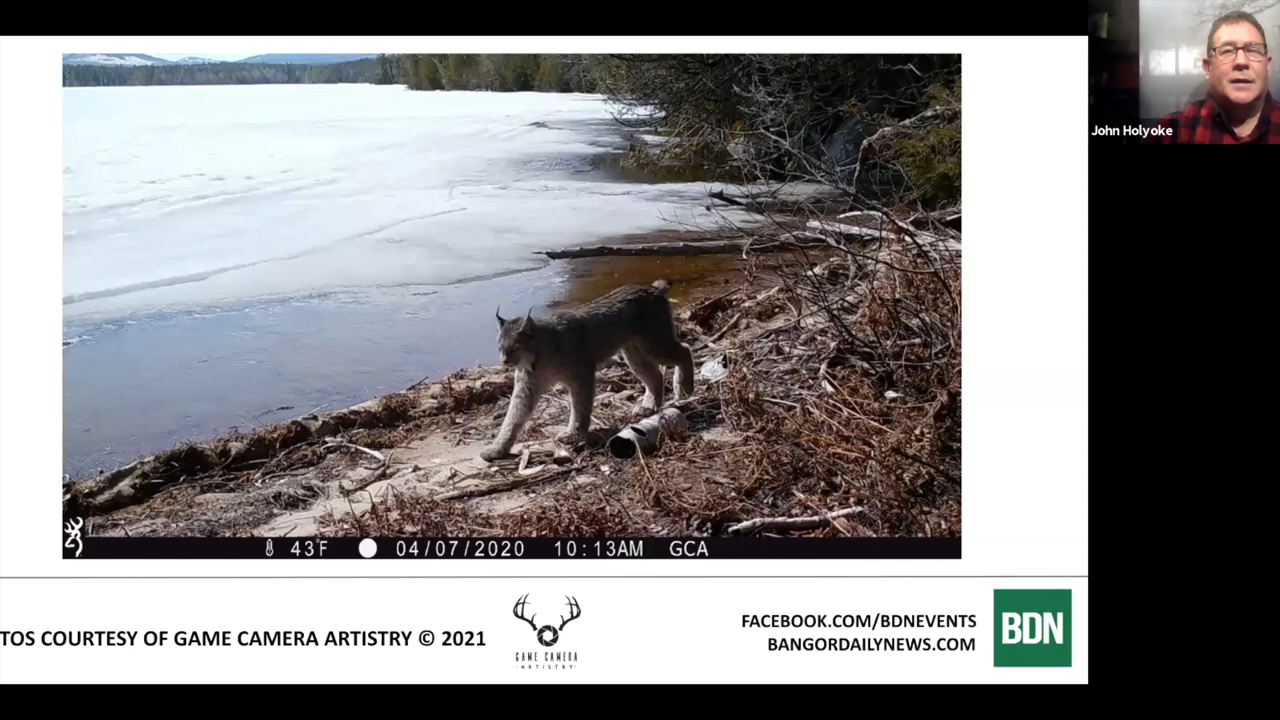 John Holyoke
43°F 04/07/2020 10:13AM GCA
TOS COURTESY OF GAME CAMERA ARTISTRY © 2021
GAME CAMERA
·ARTISTRY·
FACEBOOK.COM/BDNEVENTS
BANGORDAILYNEWS.COM
BDN